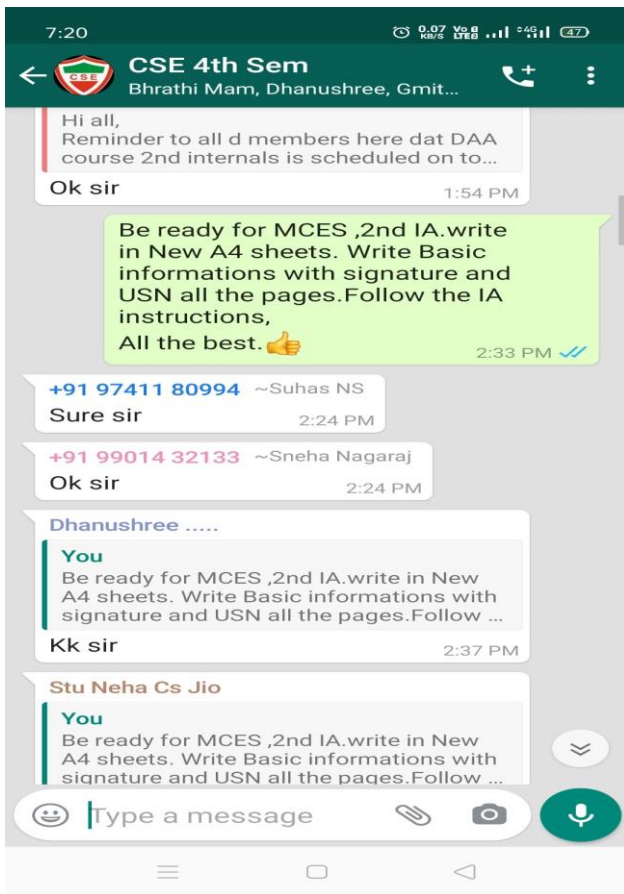 7:20
0.07 KB/S Vo LTE 4G 47
CSE
CSE 4th Sem
Bhrathi Mam, Dhanushree, Gmit...
Hi all,
Reminder to all d members here dat DAA
course 2nd internals is scheduled on to...
Ok sir
1:54 PM
Be ready for MCES ,2nd IA.write
in New A4 sheets. Write Basic
informations with signature and
USN all the pages.Follow the IA
instructions,
All the best.👍
2:33 PM
+91 97411 80994 ~Suhas NS
Sure sir
2:24 PM
+91 99014 32133 ~Sneha Nagaraj
Ok sir
2:24 PM
Dhanushree .....
You
Be ready for MCES ,2nd IA.write in New
A4 sheets. Write Basic informations with
signature and USN all the pages.Follow ...
Kk sir
2:37 PM
Stu Neha Cs Jio
You
Be ready for MCES ,2nd IA.write in New
A4 sheets. Write Basic informations with
signature and USN all the pages.Follow ...
Type a message